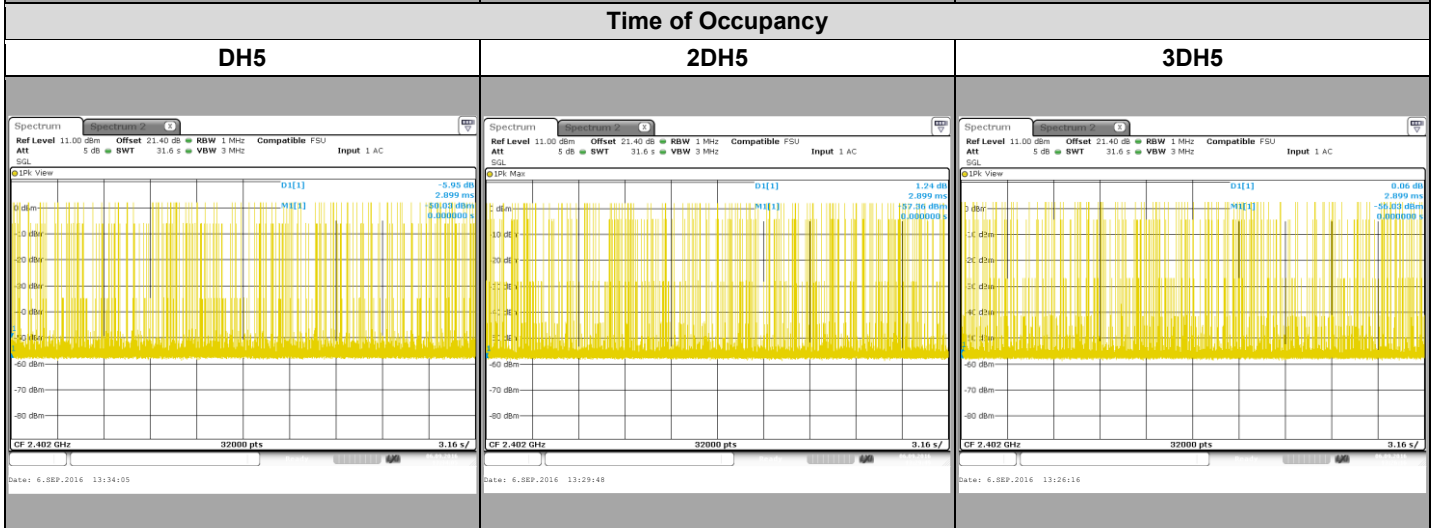 Time of Occupancy
DH5
2DH5
3DH5
Spectrum Spectrum 2 X
Ref Level 11.00 dBm Offset 21.40 dB RBW 1 MHz Compatible FSU
Att 5 dB SWT 31.6 s VBW 3 MHz Input 1 AC
SGL
1Pk View
D1[1] -5.95 dB
2.899 ms
0 dBm M1[1] -50.03 dBm
0.000000 s
-10 dBm
-20 dBm
-60 dBm
-70 dBm
-80 dBm
CF 2.402 GHz 32000 pts 3.16 s/
Date: 6.SEP.2016 13:34:05
Spectrum Spectrum 2 X
Ref Level 11.00 dBm Offset 21.40 dB RBW 1 MHz Compatible FSU
Att 5 dB SWT 31.6 s VBW 3 MHz Input 1 AC
SGL
1Pk Max
D1[1] 1.24 dB
2.899 ms
M1[1] -57.36 dBm
0.000000 s
-10 dBm
-20 dBm
-60 dBm
-70 dBm
-80 dBm
CF 2.402 GHz 32000 pts 3.16 s/
Date: 6.SEP.2016 13:29:48
Spectrum Spectrum 2 X
Ref Level 11.00 dBm Offset 21.40 dB RBW 1 MHz Compatible FSU
Att 5 dB SWT 31.6 s VBW 3 MHz Input 1 AC
SGL
1Pk View
D1[1] 0.06 dB
2.899 ms
0 dBm M1[1] dBm
0.000000 s
-20 dBm
-60 dBm
-70 dBm
-80 dBm
CF 2.402 GHz 32000 pts 3.16 s/
Date: 6.SEP.2016 13:26:16